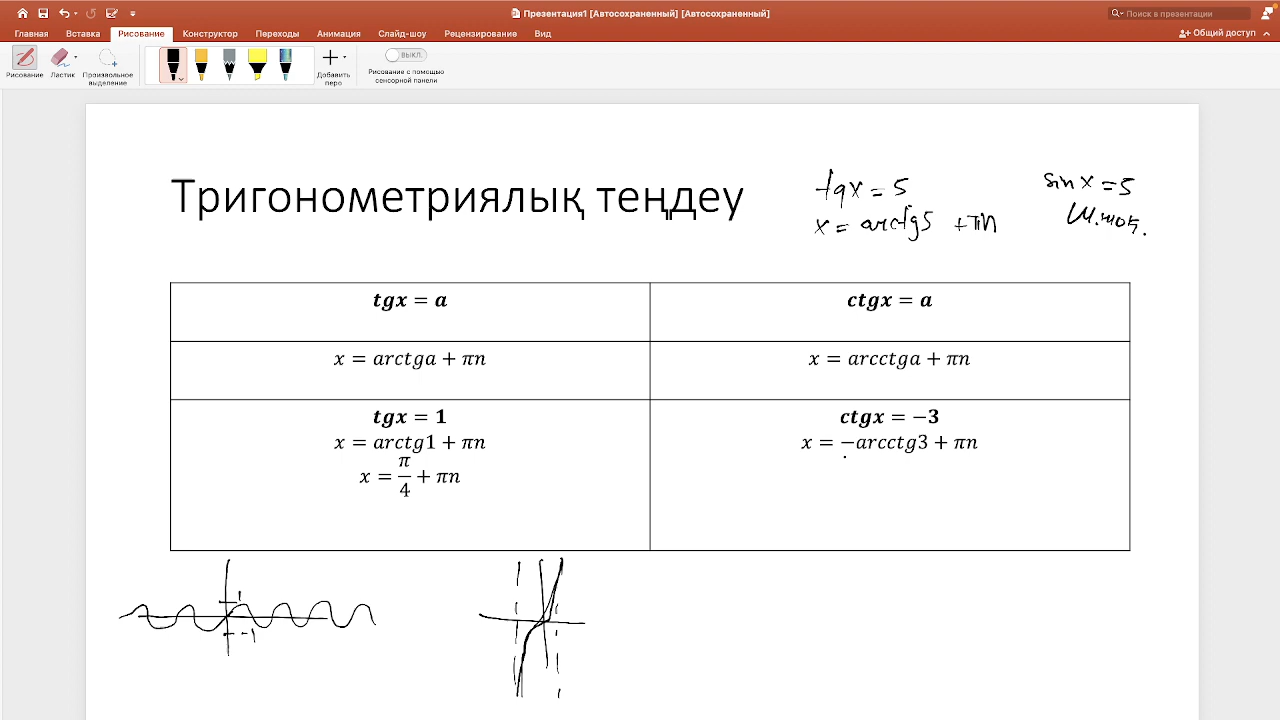 Презентация1 [Автосохраненный] [Автосохраненный]
Поиск в презентации
Главная Вставка Рисование Конструктор Переходы Анимация Слайд-шоу Рецензирование Вид
Общий доступ
ВЫКЛ.
Рисование Ластик Произвольное выделение Добавить перо Рисование с помощью сенсорной панели
Тригонометриялық теңдеу
tgx = 5
x = arctg5 + πn
sin x = 5
Ш.жоқ.
tgx = a
ctgx = a
x = arctga + πn
x = arcctga + πn
tgx = 1
x = arctg1 + πn
x = π/4 + πn
ctgx = −3
x = −arcctg3 + πn
1
-1